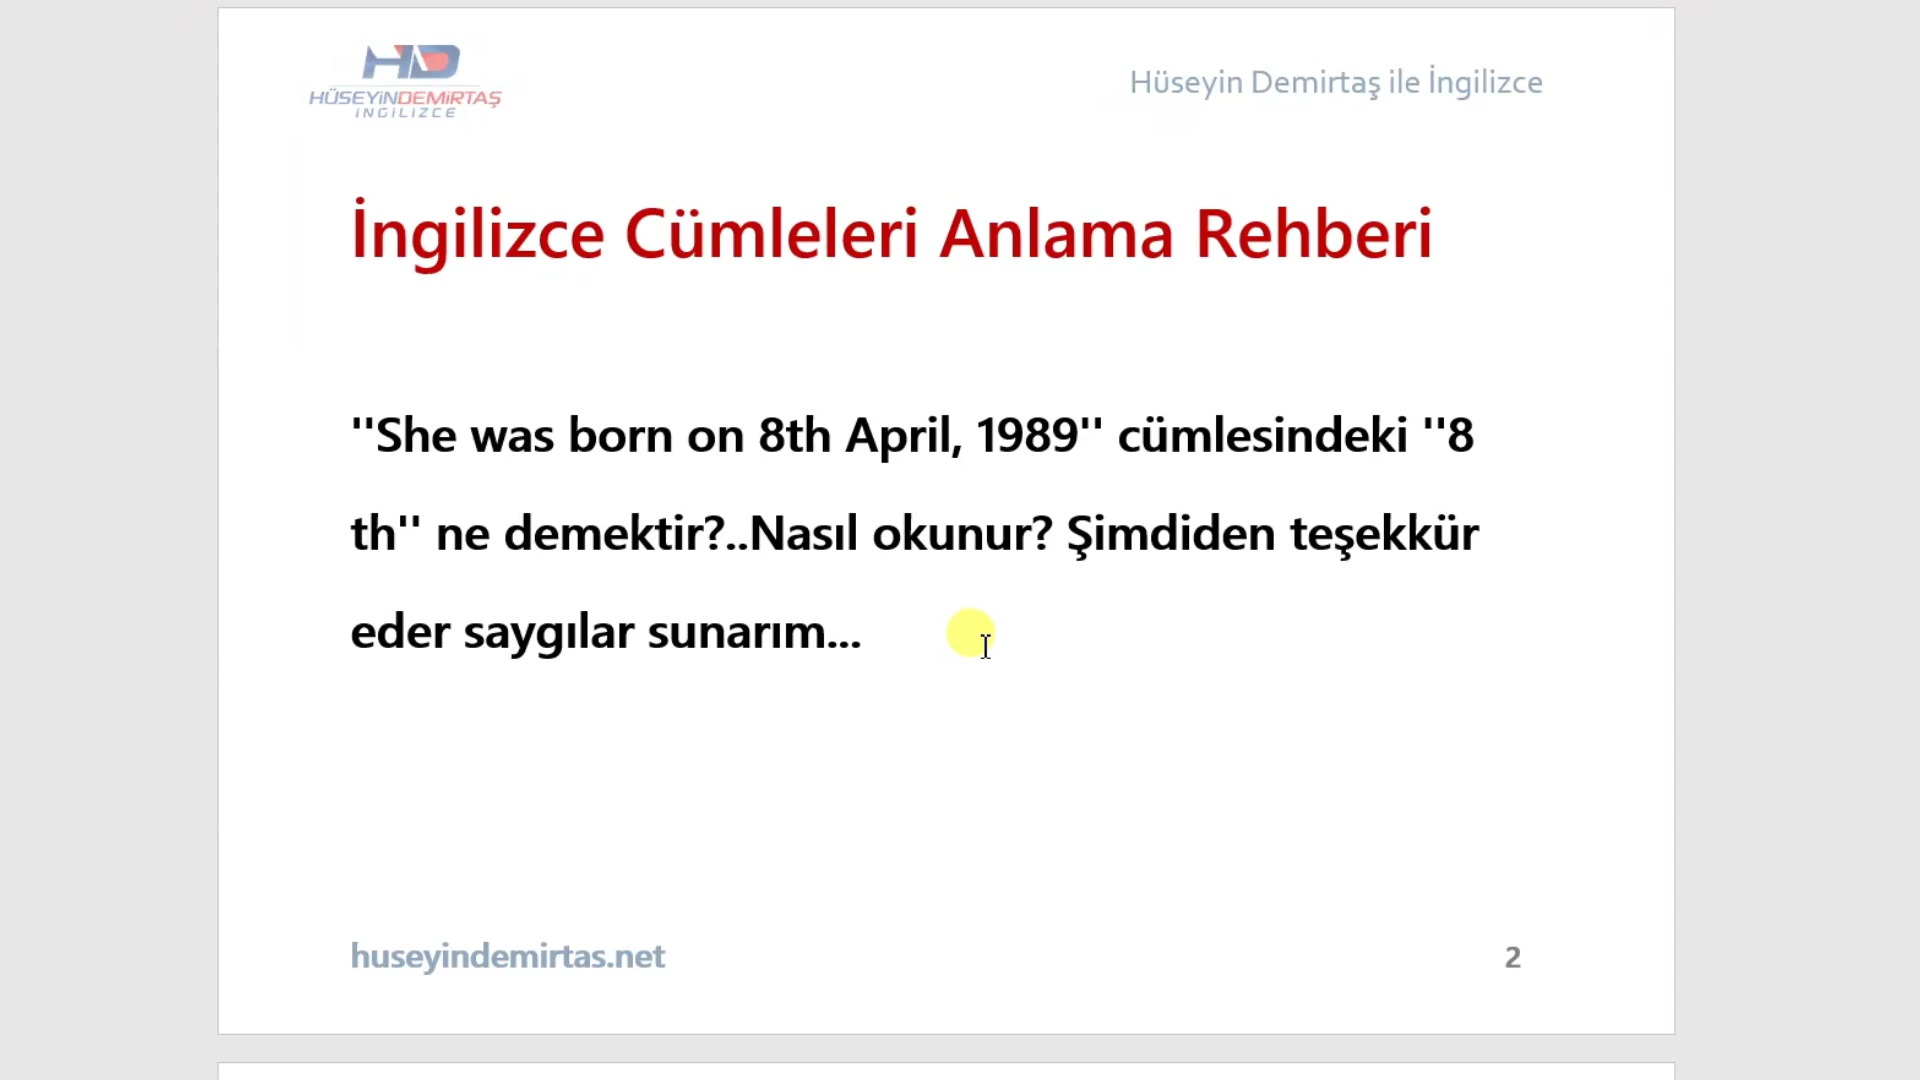 HD
HÜSEYİNDEMİRTAŞ
İNGİLİZCE
Hüseyin Demirtaş ile İngilizce
İngilizce Cümleleri Anlama Rehberi
''She was born on 8th April, 1989'' cümlesindeki ''8
th'' ne demektir?..Nasıl okunur? Şimdiden teşekkür
eder saygılar sunarım...
huseyindemirtas.net
2